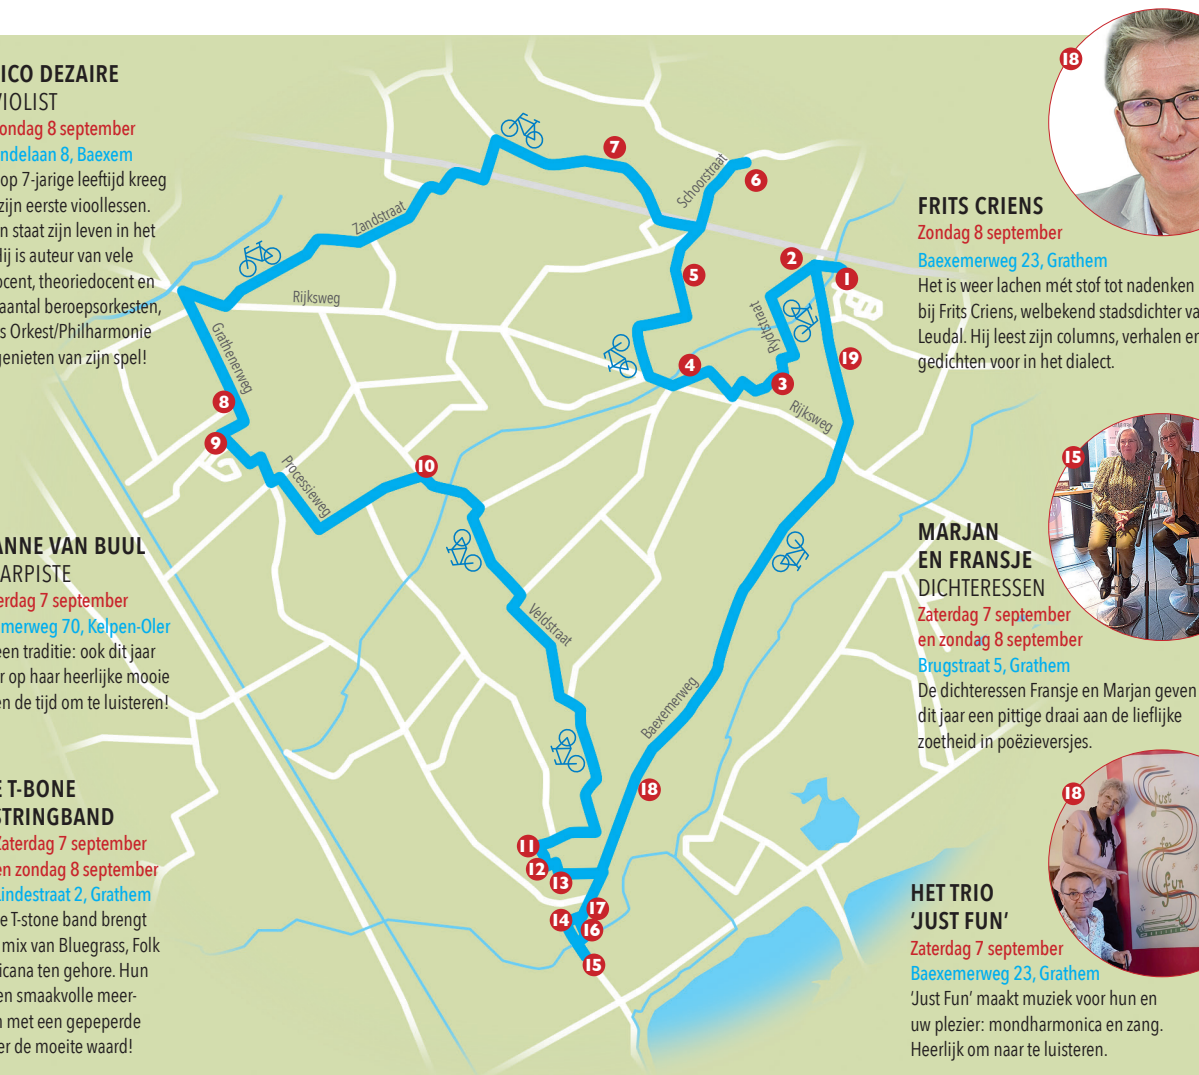 ICO DEZAIRE
VIOLIST
ondag 8 september
ndelaan 8, Baexem
op 7-jarige leeftijd kreeg
zijn eerste vioollessen.
n staat zijn leven in het
ij is auteur van vele
ocent, theoriedocent en
aantal beroepsorkesten,
s Orkest/Philharmonie
genieten van zijn spel!
ANNE VAN BUUL
ARPISTE
erdag 7 september
merweg 70, Kelpen-Oler
een traditie: ook dit jaar
r op haar heerlijke mooie
en de tijd om te luisteren!
E T-BONE
STRINGBAND
Zaterdag 7 september
en zondag 8 september
Lindestraat 2, Grathem
e T-stone band brengt
mix van Bluegrass, Folk
icana ten gehore. Hun
en smaakvolle meer-
n met een gepeperde
er de moeite waard!
7
6
Schoorstraat
Zandstraat
2
1
5
Rijksweg
Rydtstraat
Grathenerweg
19
4
3
8
Rijksweg
9
10
Processieweg
Veldstraat
Baexemerweg
18
11
12
13
17
14
16
15
18
FRITS CRIENS
Zondag 8 september
Baexemerweg 23, Grathem
Het is weer lachen mét stof tot nadenken
bij Frits Criens, welbekend stadsdichter va
Leudal. Hij leest zijn columns, verhalen en
gedichten voor in het dialect.
15
MARJAN
EN FRANSJE
DICHTERESSEN
Zaterdag 7 september
en zondag 8 september
Brugstraat 5, Grathem
De dichteressen Fransje en Marjan geven
dit jaar een pittige draai aan de lieflijke
zoetheid in poëzieversjes.
18
Just
for
fun
HET TRIO
‘JUST FUN’
Zaterdag 7 september
Baexemerweg 23, Grathem
‘Just Fun’ maakt muziek voor hun en
uw plezier: mondharmonica en zang.
Heerlijk om naar te luisteren.